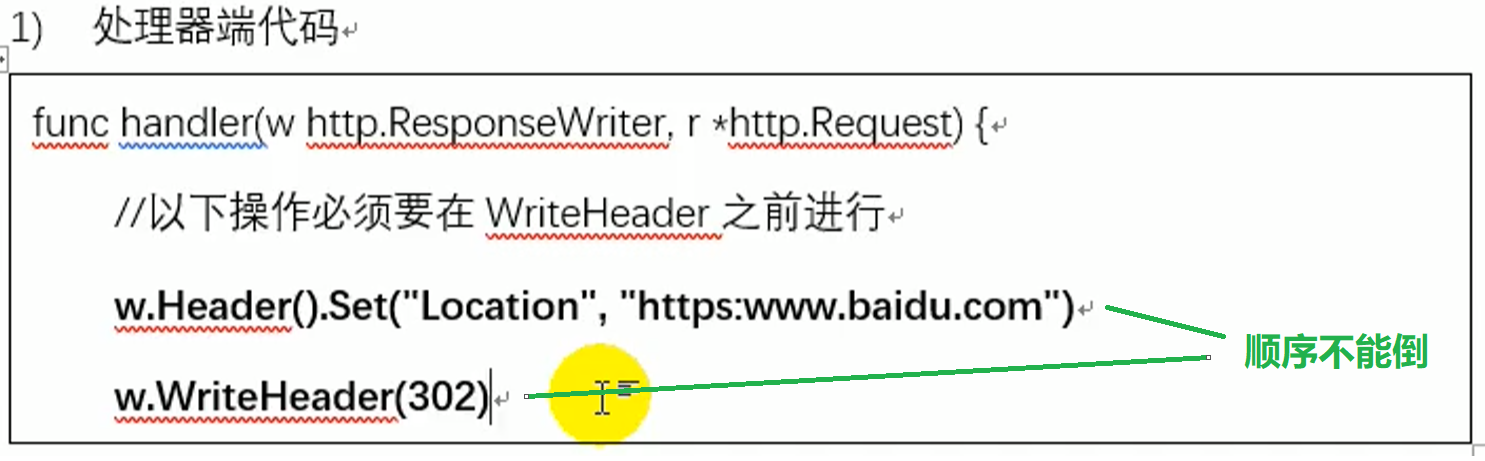 1) 处理器端代码
func handler(w http.ResponseWriter, r *http.Request) {
//以下操作必须要在 WriteHeader 之前进行
w.Header().Set("Location", "https:www.baidu.com")
顺序不能倒
w.WriteHeader(302)